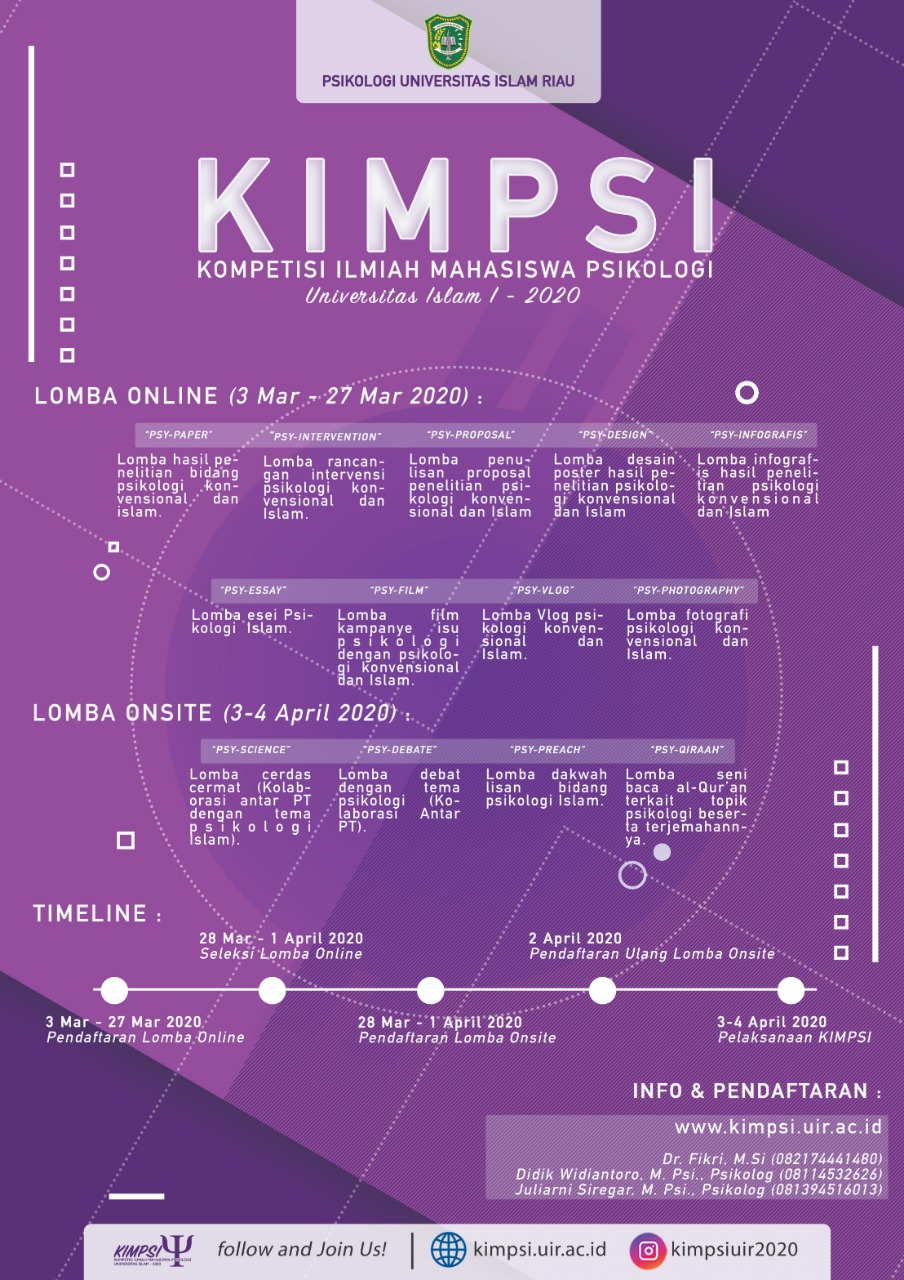 PSIKOLOGI UNIVERSITAS ISLAM RIAU
KIMPSI
KOMPETISI ILMIAH MAHASISWA PSIKOLOGI
Universitas Islam I - 2020
LOMBA ONLINE (3 Mar - 27 Mar 2020) :
"PSY-PAPER"
Lomba hasil pe-
nelitian bidang
psikologi kon-
vensional dan
islam.
"PSY-INTERVENTION"
Lomba rancan-
gan intervensi
psikologi kon-
vensional dan
Islam.
"PSY-PROPOSAL"
Lomba penu-
lisan proposal
penelitian psi-
kologi konven-
sional dan Islam
"PSY-DESIGN"
Lomba desain
poster hasil pe-
nelitian psikolo-
gi konvensional
dan Islam
"PSY-INFOGRAFIS"
Lomba infograf-
is hasil peneli-
tian psikologi
konvensional
dan Islam
"PSY-ESSAY"
Lomba esei Psi-
kologi Islam.
"PSY-FILM"
Lomba film
kampanye isu
psikologi
dengan psikolo-
gi konvensional
dan Islam.
"PSY-VLOG"
Lomba Vlog psi-
kologi konven-
sional dan
Islam.
"PSY-PHOTOGRAPHY"
Lomba fotografi
psikologi kon-
vensional dan
Islam.
LOMBA ONSITE (3-4 April 2020) :
"PSY-SCIENCE"
Lomba cerdas
cermat (Kolab-
orasi antar PT
dengan tema
psikologi
Islam).
"PSY-DEBATE"
Lomba debat
dengan tema
psikologi (Ko-
laborasi Antar
PT).
"PSY-PREACH"
Lomba dakwah
lisan bidang
psikologi Islam.
"PSY-QIRAAH"
Lomba seni
baca al-Qur'an
terkait topik
psikologi beser-
ta terjemahann-
ya.
TIMELINE :
28 Mar - 1 April 2020
Seleksi Lomba Online
2 April 2020
Pendaftaran Ulang Lomba Onsite
3 Mar - 27 Mar 2020
Pendaftaran Lomba Online
28 Mar - 1 April 2020
Pendaftaran Lomba Onsite
3-4 April 2020
Pelaksanaan KIMPSI
INFO & PENDAFTARAN :
www.kimpsi.uir.ac.id
Dr. Fikri, M.Si (082174441480)
Didik Widiantoro, M. Psi., Psikolog (08114532626)
Juliarni Siregar, M. Psi., Psikolog (081394516013)
KIMPSI
KOMPETISI ILMIAH MAHASISWA PSIKOLOGI
UNIVERSITAS ISLAM - 2020
follow and Join Us!
kimpsi.uir.ac.id
kimpsiuir2020